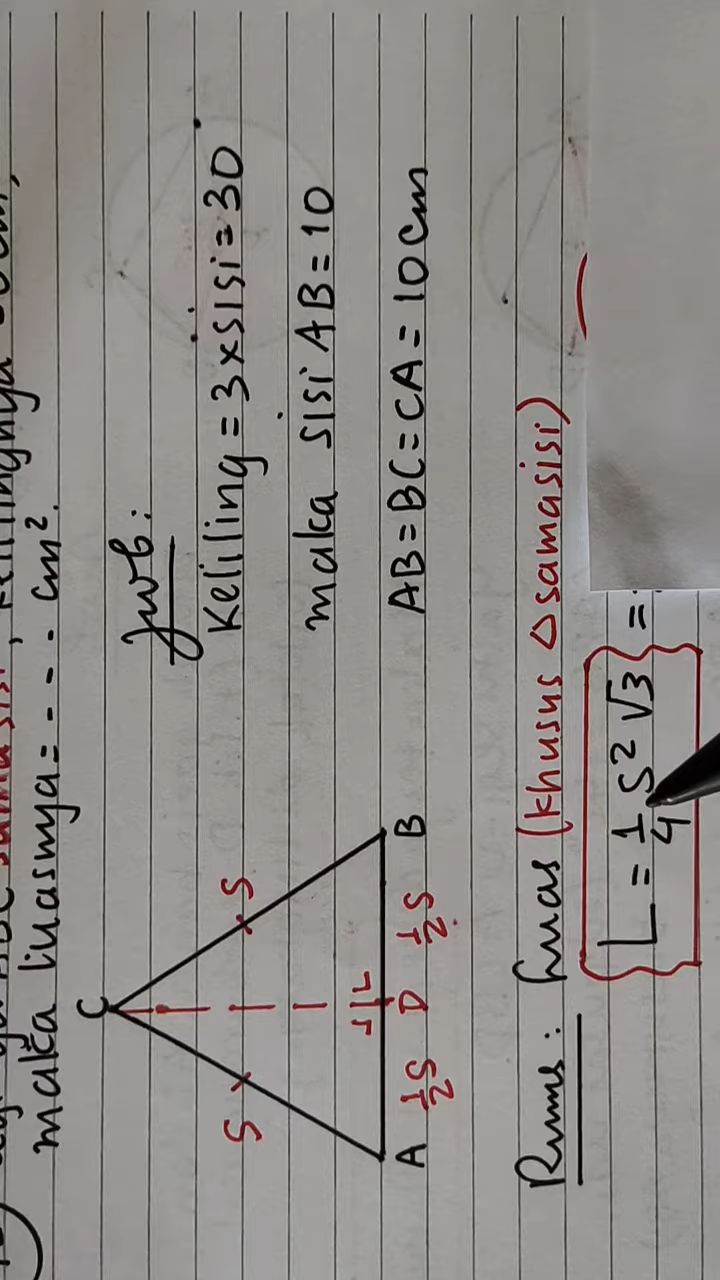 maka luasnya= - - - - cm².
C
S S
A ½S D ½S B
Jwb:
Keliling = 3 x sisi = 30
maka sisi AB = 10
AB = BC = CA = 10 cm
Rumus: Luas (khusus Δ samasisi)
L = ¼ S² √3 =